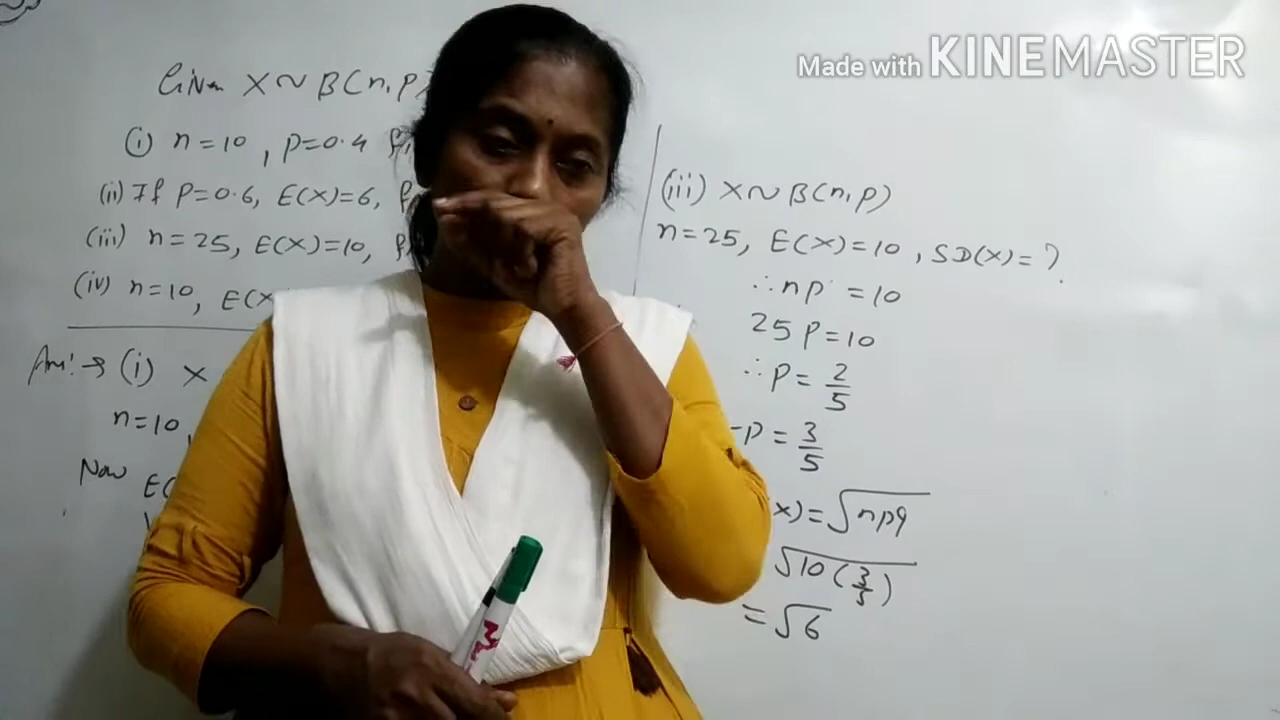 Made with KINEMASTER
Given X ~ B(n, p)
(i) n = 10 , p = 0.4
(ii) If p = 0.6, E(X) = 6,
(iii) n = 25, E(X) = 10,
(iv) n = 10, E(X
Ans: → (i) X
n = 10,
Now E(
(iii) X ~ B(n, p)
n = 25, E(X) = 10 , SD(X) = ?
∴ np = 10
25 p = 10
∴ p = 2/5
-p = 3/5
x) = √npq
√10 (3/5)
= √6